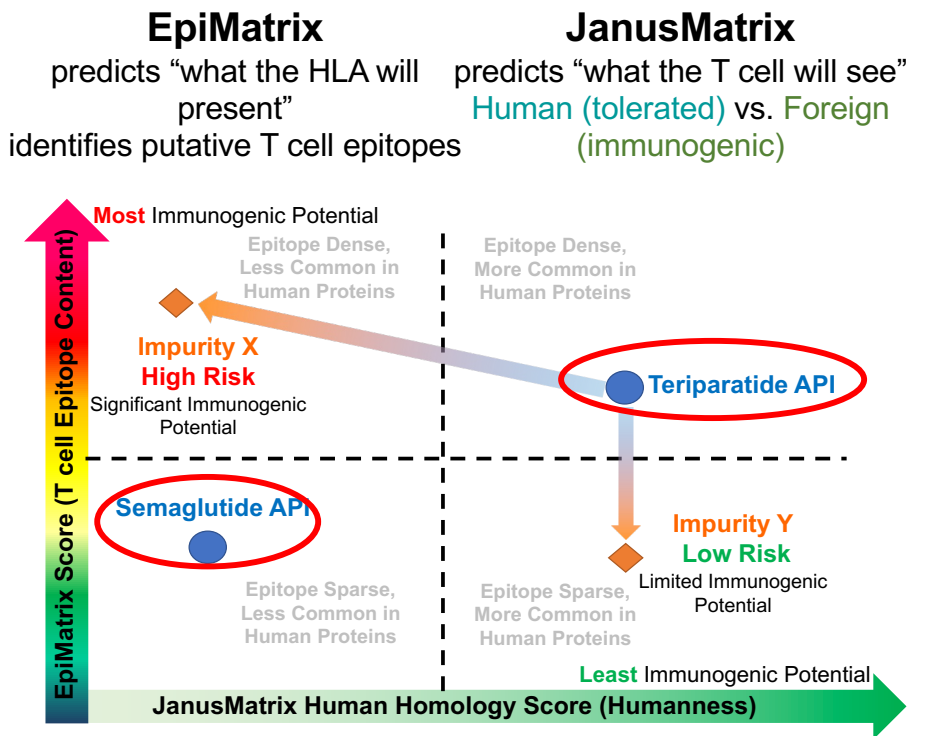 EpiMatrix
predicts “what the HLA will
present”
identifies putative T cell epitopes
JanusMatrix
predicts “what the T cell will see”
Human (tolerated) vs. Foreign
(immunogenic)
Most Immunogenic Potential
Epitope Dense,
Less Common in
Human Proteins
Epitope Dense,
More Common in
Human Proteins
Impurity X
High Risk
Significant Immunogenic
Potential
Teriparatide API
Semaglutide API
Impurity Y
Low Risk
Limited Immunogenic
Potential
Epitope Sparse,
Less Common in
Human Proteins
Epitope Sparse,
More Common in
Human Proteins
Least Immunogenic Potential
EpiMatrix Score (T cell Epitope Content)
JanusMatrix Human Homology Score (Humanness)